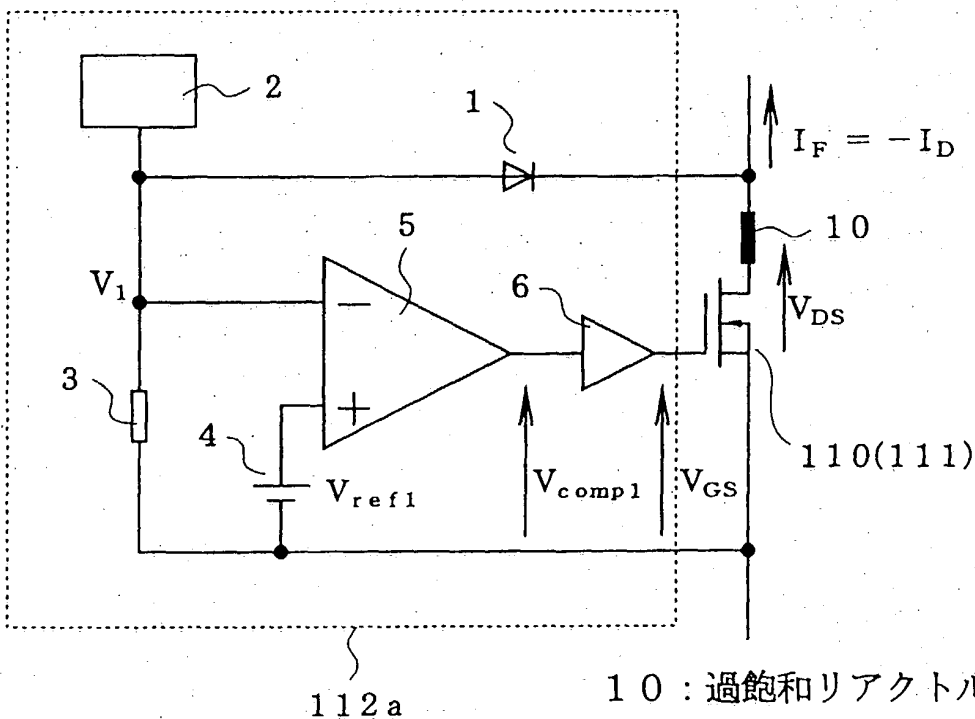 2
1
I_F = -I_D
10
5
V_1
6
V_DS
3
4
V_ref1
V_comp1
V_GS
110(111)
112a
10:過飽和リアクトル